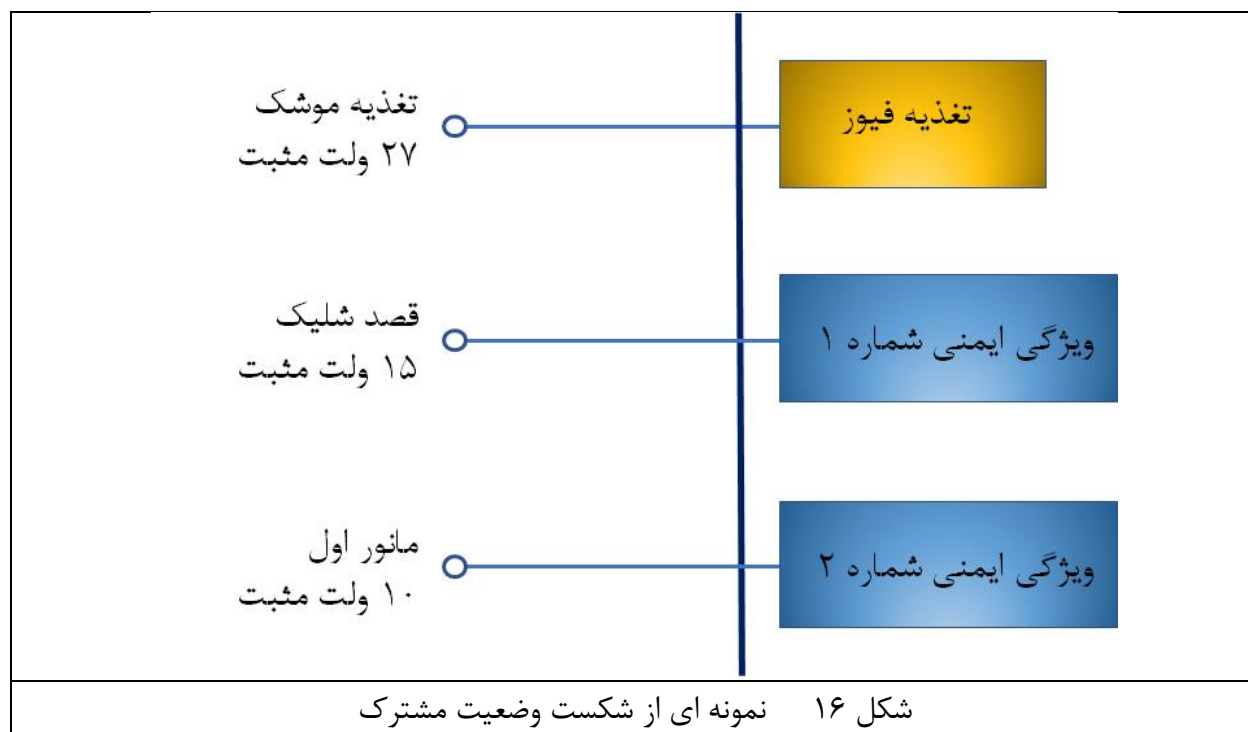 تغذیه فیوز
تغذیه موشک
۲۷ ولت مثبت
ویژگی ایمنی شماره ۱
قصد شلیک
۱۵ ولت مثبت
ویژگی ایمنی شماره ۲
مانور اول
۱۰ ولت مثبت
شکل ۱۶ نمونه ای از شکست وضعیت مشترک